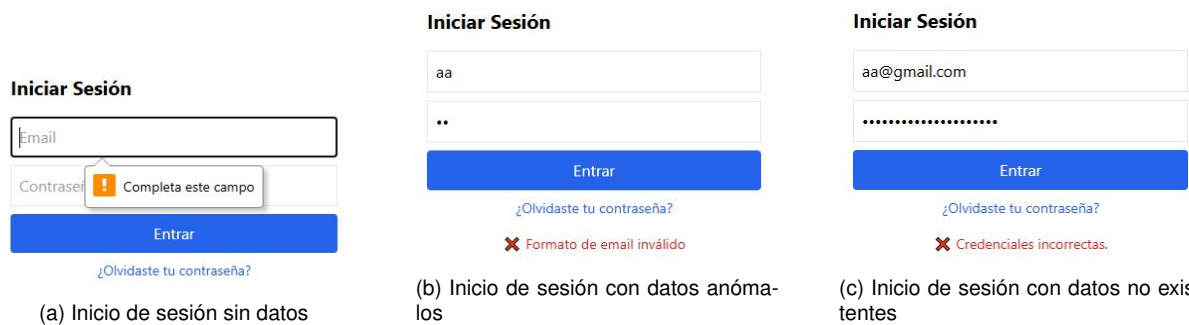 Iniciar Sesión
Email
Completa este campo
Entrar
¿Olvidaste tu contraseña?
(a) Inicio de sesión sin datos
Iniciar Sesión
aa
••
Entrar
¿Olvidaste tu contraseña?
❌ Formato de email inválido
(b) Inicio de sesión con datos anóma-
los
Iniciar Sesión
aa@gmail.com
•••••••••••••••••••••
Entrar
¿Olvidaste tu contraseña?
❌ Credenciales incorrectas.
(c) Inicio de sesión con datos no exis
tentes